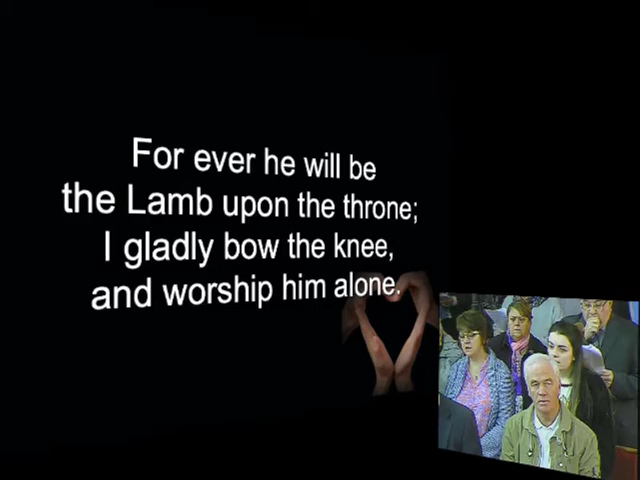 For ever he will be
the Lamb upon the throne;
I gladly bow the knee,
and worship him alone.